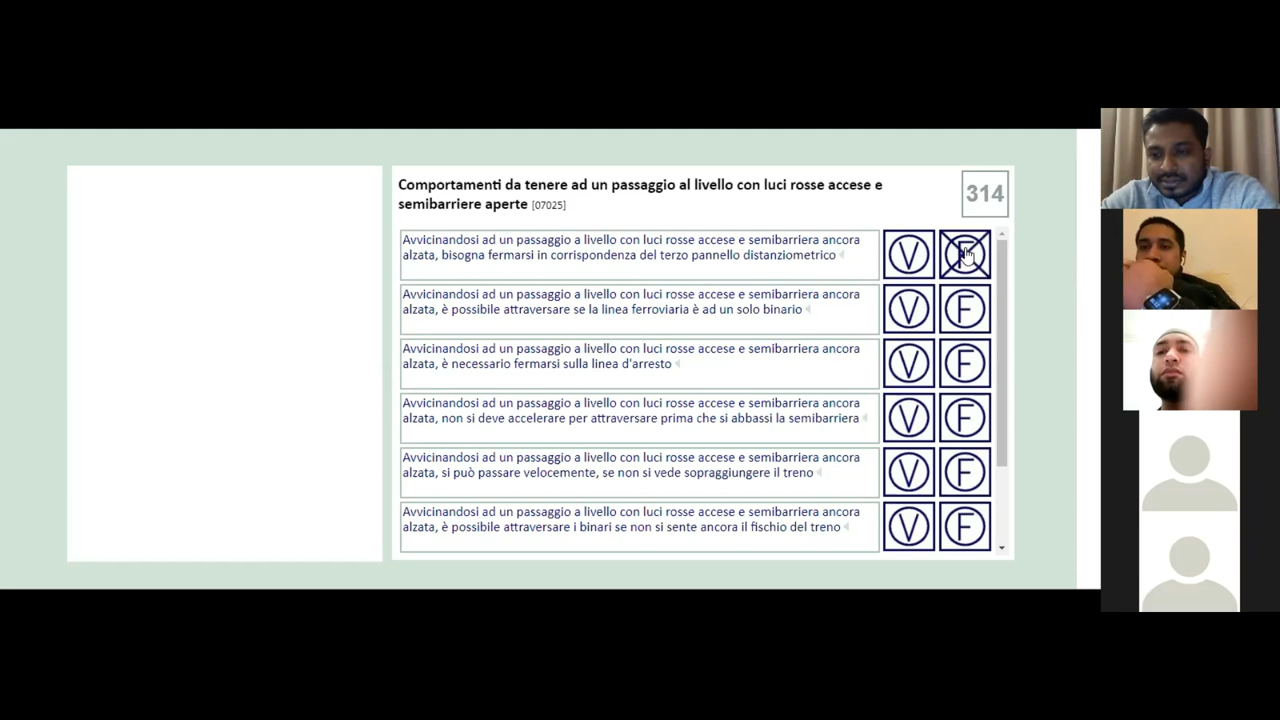 Comportamenti da tenere ad un passaggio al livello con luci rosse accese e
semibarriere aperte [07025]
314
Avvicinandosi ad un passaggio a livello con luci rosse accese e semibarriera ancora
alzata, bisogna fermarsi in corrispondenza del terzo pannello distanziometrico
V F
Avvicinandosi ad un passaggio a livello con luci rosse accese e semibarriera ancora
alzata, è possibile attraversare se la linea ferroviaria è ad un solo binario
V F
Avvicinandosi ad un passaggio a livello con luci rosse accese e semibarriera ancora
alzata, è necessario fermarsi sulla linea d'arresto
V F
Avvicinandosi ad un passaggio a livello con luci rosse accese e semibarriera ancora
alzata, non si deve accelerare per attraversare prima che si abbassi la semibarriera
V F
Avvicinandosi ad un passaggio a livello con luci rosse accese e semibarriera ancora
alzata, si può passare velocemente, se non si vede sopraggiungere il treno
V F
Avvicinandosi ad un passaggio a livello con luci rosse accese e semibarriera ancora
alzata, è possibile attraversare i binari se non si sente ancora il fischio del treno
V F